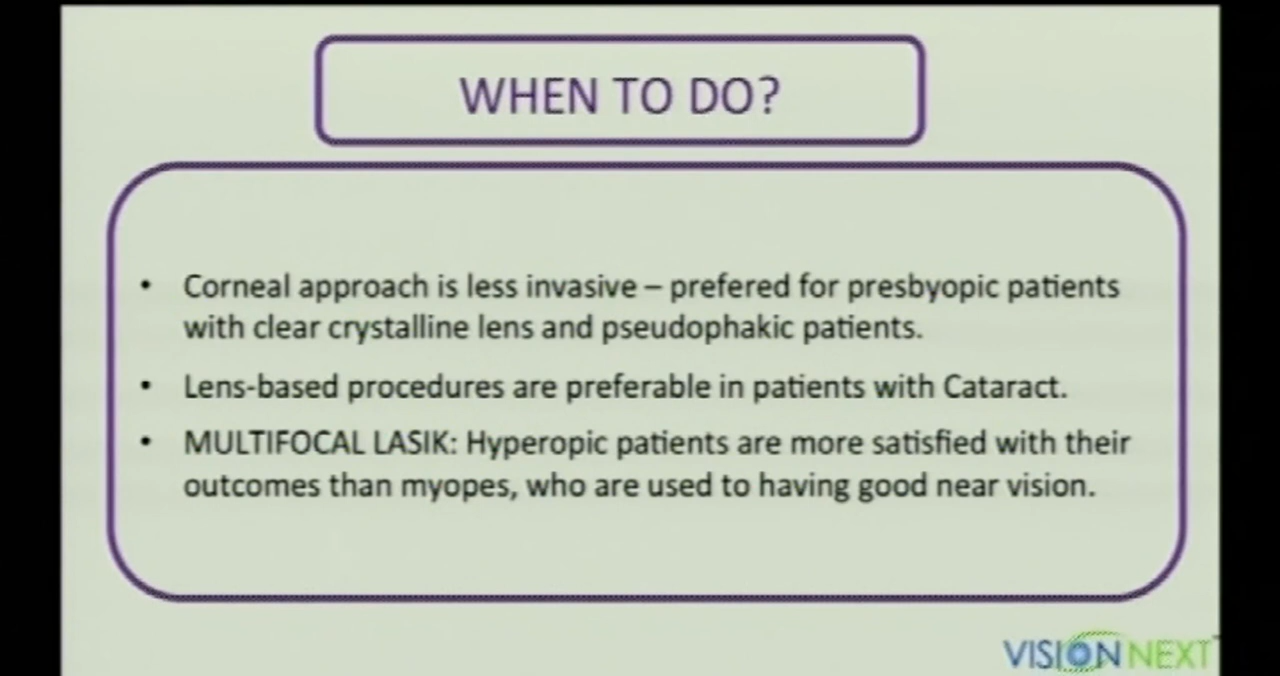 WHEN TO DO?
• Corneal approach is less invasive – prefered for presbyopic patients
with clear crystalline lens and pseudophakic patients.
• Lens-based procedures are preferable in patients with Cataract.
• MULTIFOCAL LASIK: Hyperopic patients are more satisfied with their
outcomes than myopes, who are used to having good near vision.
VISION NEXT